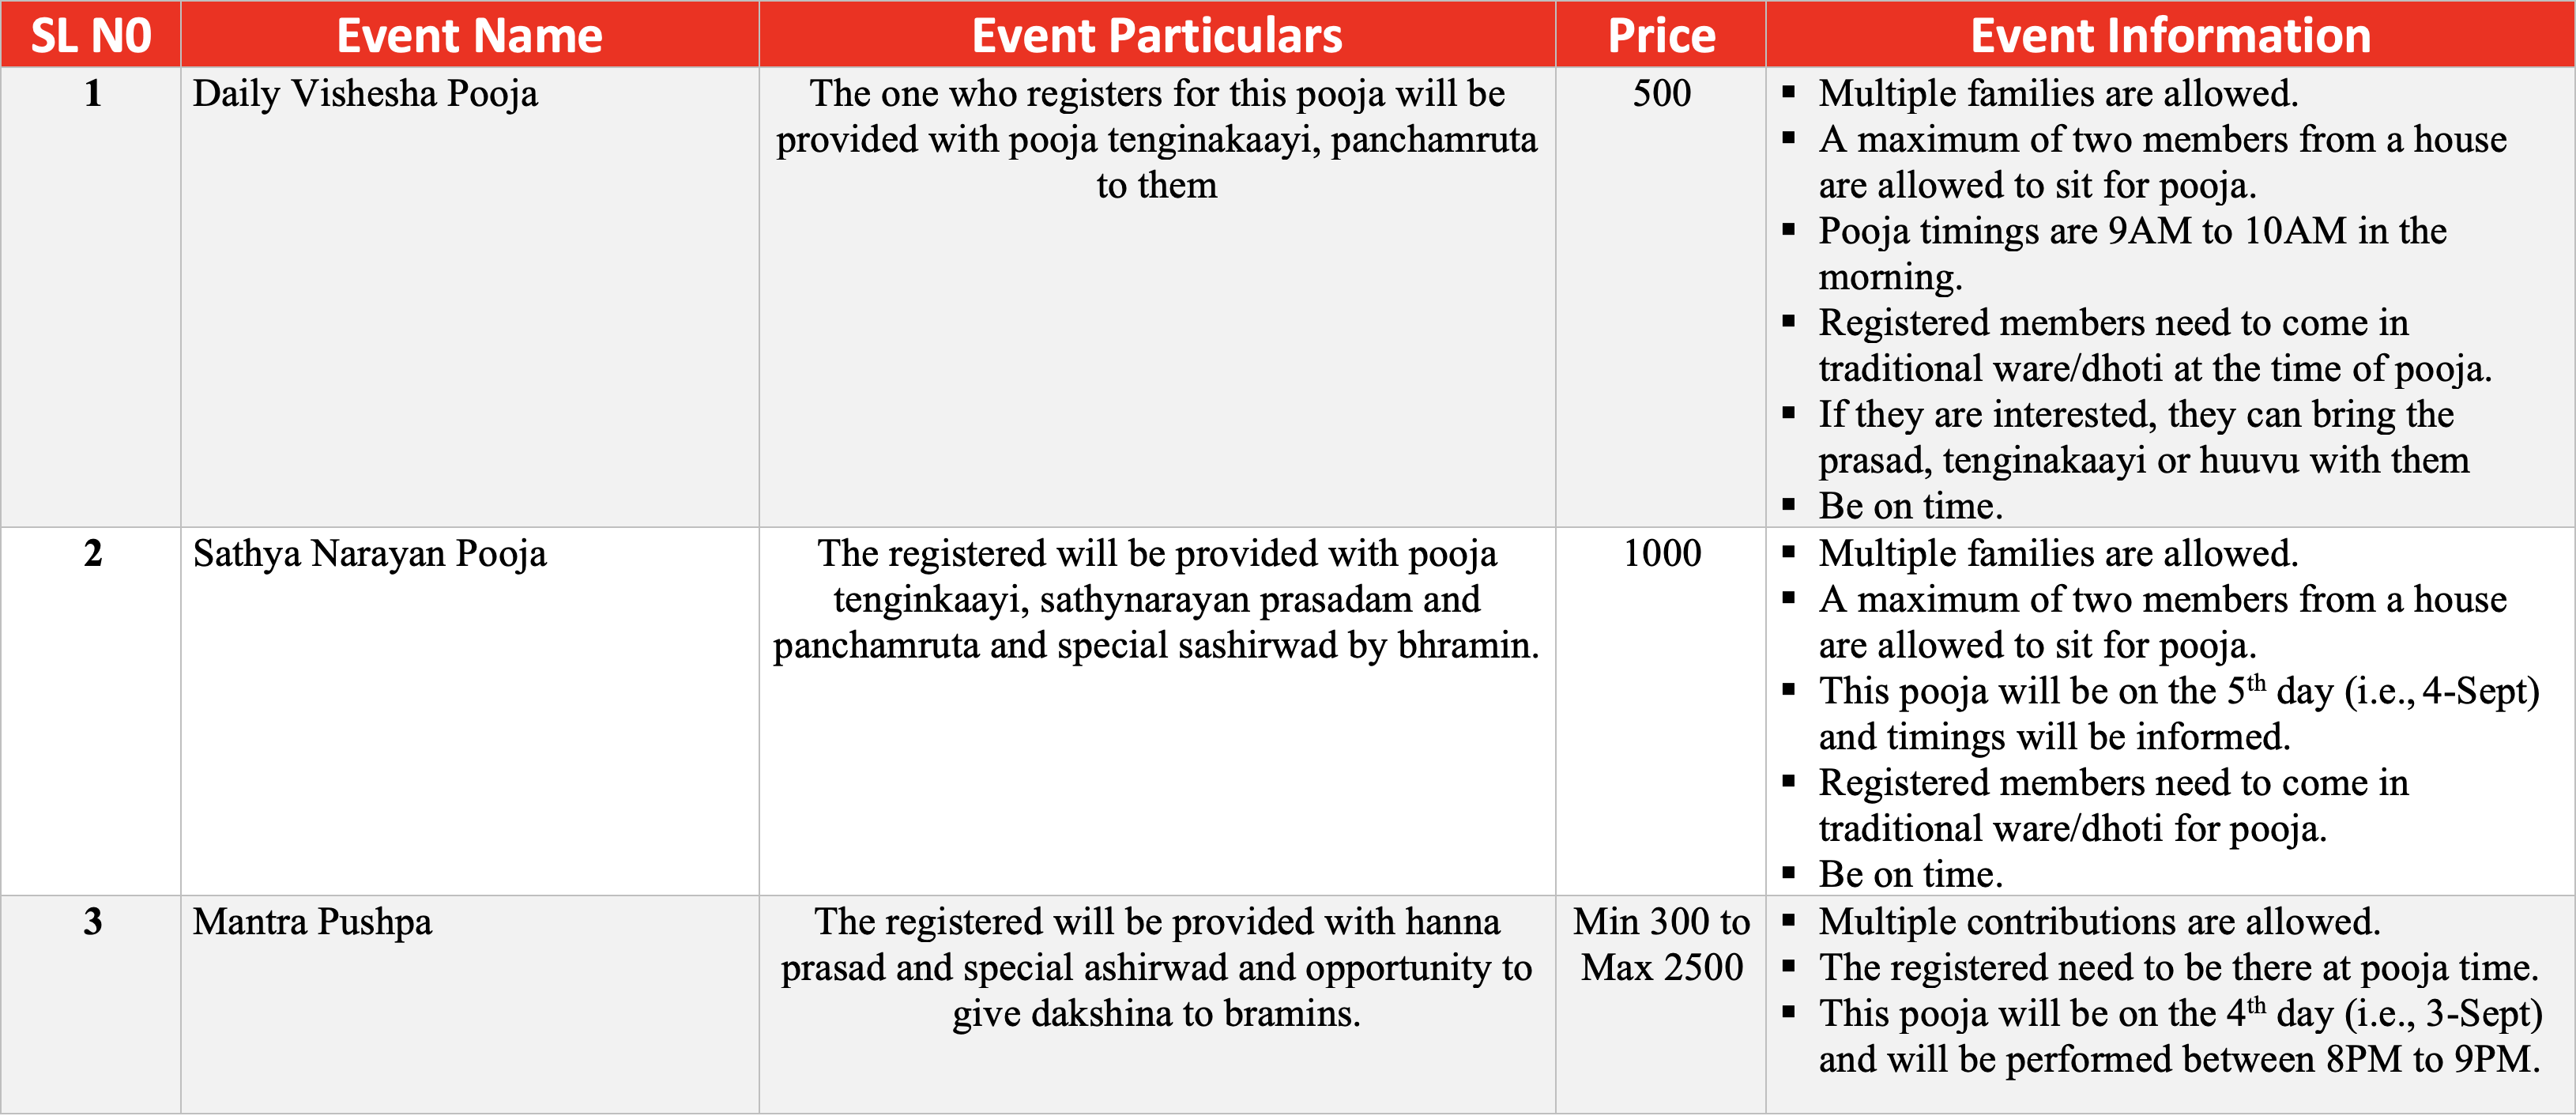 SL N0 Event Name Event Particulars Price Event Information
1 Daily Vishesha Pooja
The one who registers for this pooja will be
provided with pooja tenginakaayi, panchamruta
to them
500
▪ Multiple families are allowed.
▪ A maximum of two members from a house
are allowed to sit for pooja.
▪ Pooja timings are 9AM to 10AM in the
morning.
▪ Registered members need to come in
traditional ware/dhoti at the time of pooja.
▪ If they are interested, they can bring the
prasad, tenginakaayi or huuvu with them
▪ Be on time.
2 Sathya Narayan Pooja
The registered will be provided with pooja
tenginkaayi, sathynarayan prasadam and
panchamruta and special sashirwad by bhramin.
1000
▪ Multiple families are allowed.
▪ A maximum of two members from a house
are allowed to sit for pooja.
▪ This pooja will be on the 5th day (i.e., 4-Sept)
and timings will be informed.
▪ Registered members need to come in
traditional ware/dhoti for pooja.
▪ Be on time.
3 Mantra Pushpa
The registered will be provided with hanna
prasad and special ashirwad and opportunity to
give dakshina to bramins.
Min 300 to
Max 2500
▪ Multiple contributions are allowed.
▪ The registered need to be there at pooja time.
▪ This pooja will be on the 4th day (i.e., 3-Sept)
and will be performed between 8PM to 9PM.